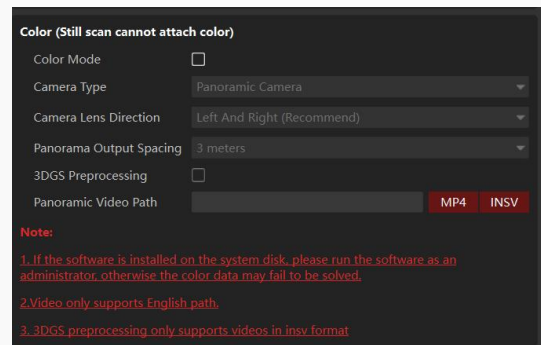 Color (Still scan cannot attach color)
Color Mode
Camera Type Panoramic Camera
Camera Lens Direction Left And Right (Recommend)
Panorama Output Spacing 3 meters
3DGS Preprocessing
Panoramic Video Path MP4 INSV
Note:
1. If the software is installed on the system disk, please run the software as an
administrator, otherwise the color data may fail to be solved.
2.Video only supports English path.
3. 3DGS preprocessing only supports videos in insv format